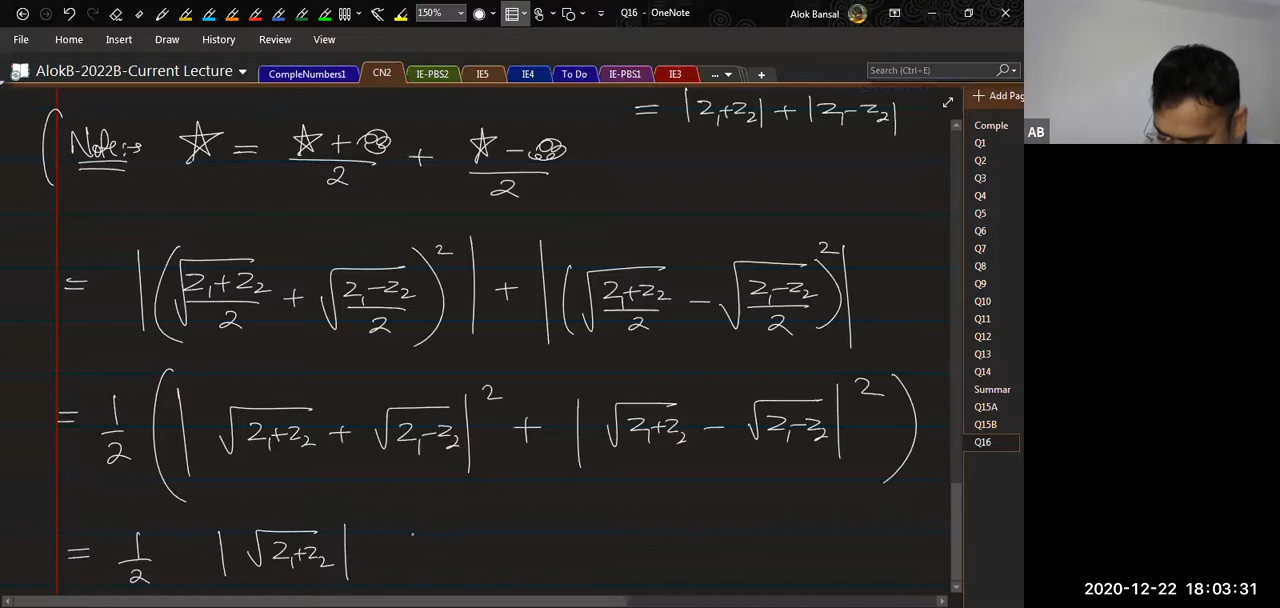 150% Q16 - OneNote Alok Bansal
File Home Insert Draw History Review View
AlokB-2022B-Current Lecture CompleNumbers1 CN2 IE-PBS2 IE5 IE4 To Do IE-PBS1 IE3 ... + Search (Ctrl+E)
+ Add Pag
= |z₁+z₂| + |z₁-z₂|
Note:→ ☆ =
☆ +
2
+
☆ -
2
= |(√(z₁+z₂)/2 + √(z₁-z₂)/2)²| + |(√(z₁+z₂)/2 - √(z₁-z₂)/2)²|
= 1/2 (|√z₁+z₂ + √z₁-z₂|² + |√z₁+z₂ - √z₁-z₂|²)
= 1/2 |√z₁+z₂|
Comple
Q1
Q2
Q3
Q4
Q5
Q6
Q7
Q8
Q9
Q10
Q11
Q12
Q13
Q14
Summar
Q15A
Q15B
Q16
AB
2020-12-22 18:03:31